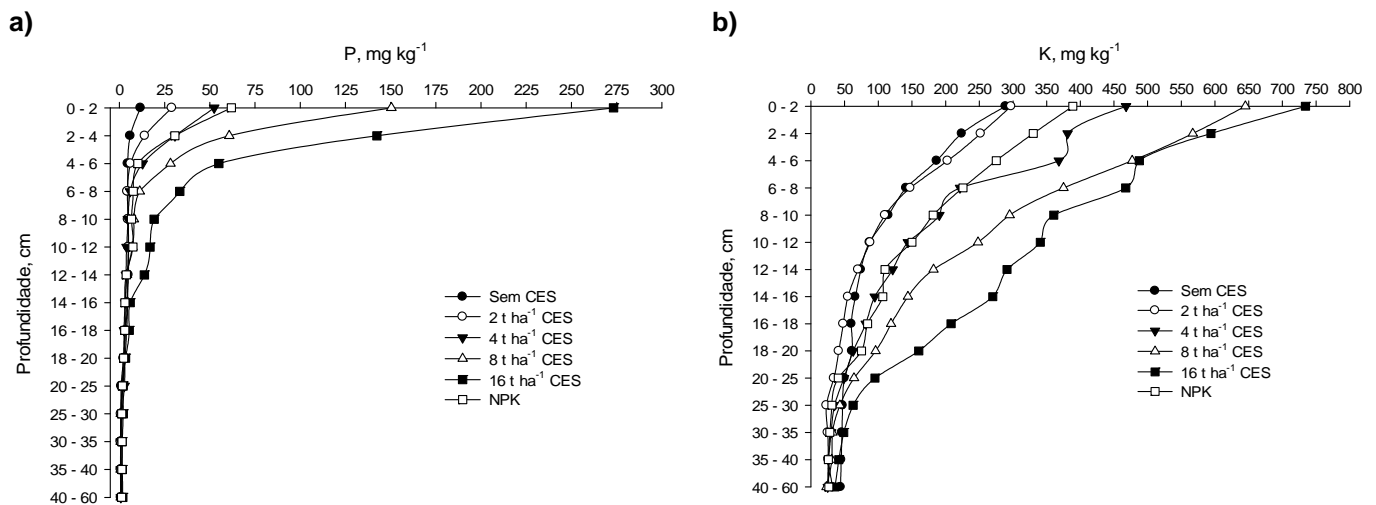 a)
P, mg kg⁻¹
0 25 50 75 100 125 150 175 200 225 250 275 300
Profundidade, cm
0 - 2
2 - 4
4 - 6
6 - 8
8 - 10
10 - 12
12 - 14
14 - 16
16 - 18
18 - 20
20 - 25
25 - 30
30 - 35
35 - 40
40 - 60
Sem CES
2 t ha⁻¹ CES
4 t ha⁻¹ CES
8 t ha⁻¹ CES
16 t ha⁻¹ CES
NPK
b)
K, mg kg⁻¹
0 50 100 150 200 250 300 350 400 450 500 550 600 650 700 750 800
Profundidade, cm
0 - 2
2 - 4
4 - 6
6 - 8
8 - 10
10 - 12
12 - 14
14 - 16
16 - 18
18 - 20
20 - 25
25 - 30
30 - 35
35 - 40
40 - 60
Sem CES
2 t ha⁻¹ CES
4 t ha⁻¹ CES
8 t ha⁻¹ CES
16 t ha⁻¹ CES
NPK